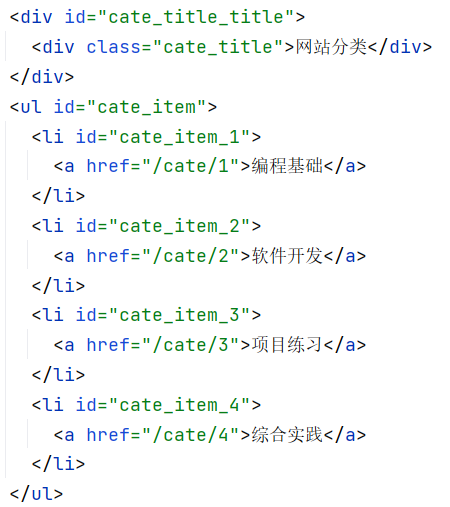 <div id="cate_title_title">
<div class="cate_title">网站分类</div>
</div>
<ul id="cate_item">
<li id="cate_item_1">
<a href="/cate/1">编程基础</a>
</li>
<li id="cate_item_2">
<a href="/cate/2">软件开发</a>
</li>
<li id="cate_item_3">
<a href="/cate/3">项目练习</a>
</li>
<li id="cate_item_4">
<a href="/cate/4">综合实践</a>
</li>
</ul>